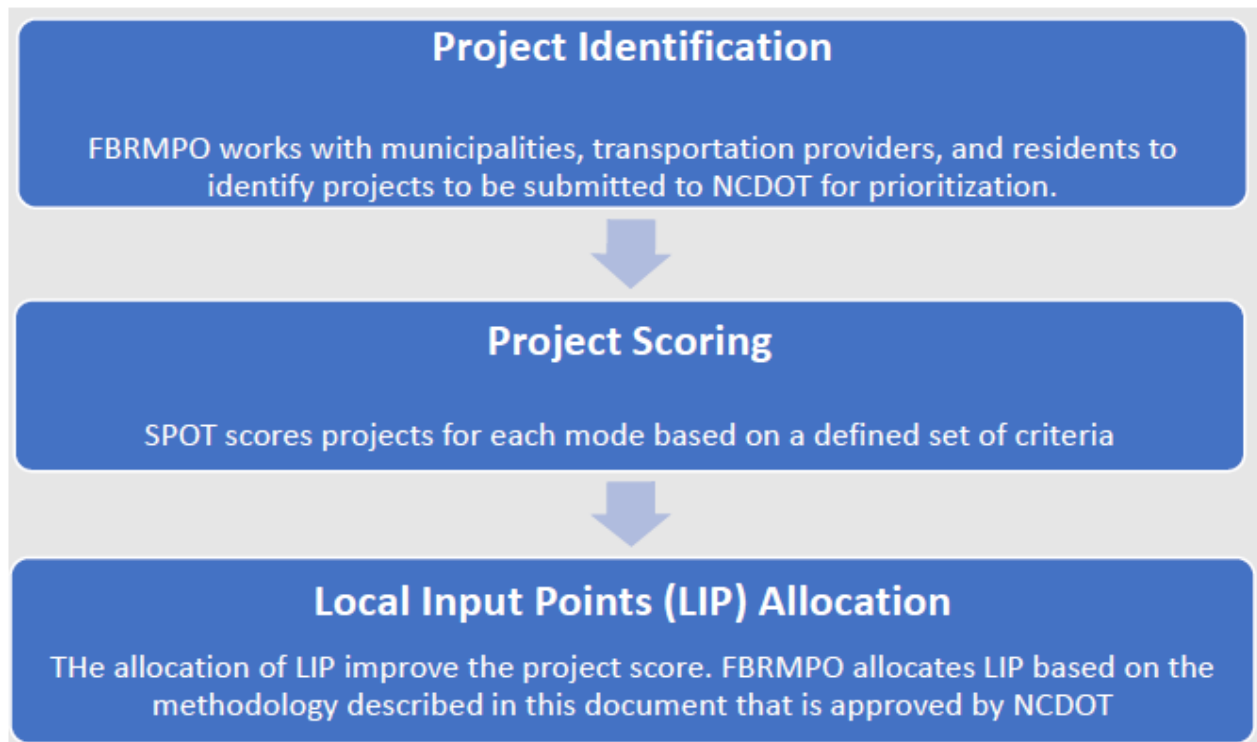 Project Identification
FBRMPO works with municipalities, transportation providers, and residents to
identify projects to be submitted to NCDOT for prioritization.
Project Scoring
SPOT scores projects for each mode based on a defined set of criteria
Local Input Points (LIP) Allocation
THe allocation of LIP improve the project score. FBRMPO allocates LIP based on the
methodology described in this document that is approved by NCDOT